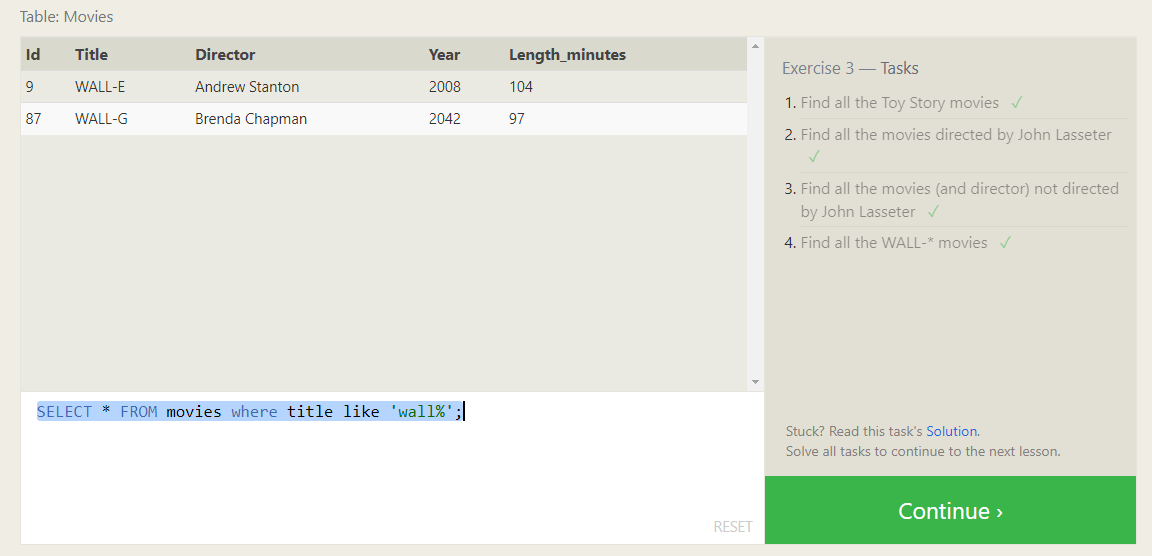 Table: Movies
Id Title Director Year Length_minutes
9 WALL-E Andrew Stanton 2008 104
87 WALL-G Brenda Chapman 2042 97
SELECT * FROM movies where title like 'wall%';
RESET
Exercise 3 — Tasks
1. Find all the Toy Story movies ✓
2. Find all the movies directed by John Lasseter
✓
3. Find all the movies (and director) not directed
by John Lasseter ✓
4. Find all the WALL-* movies ✓
Stuck? Read this task's Solution.
Solve all tasks to continue to the next lesson.
Continue ›